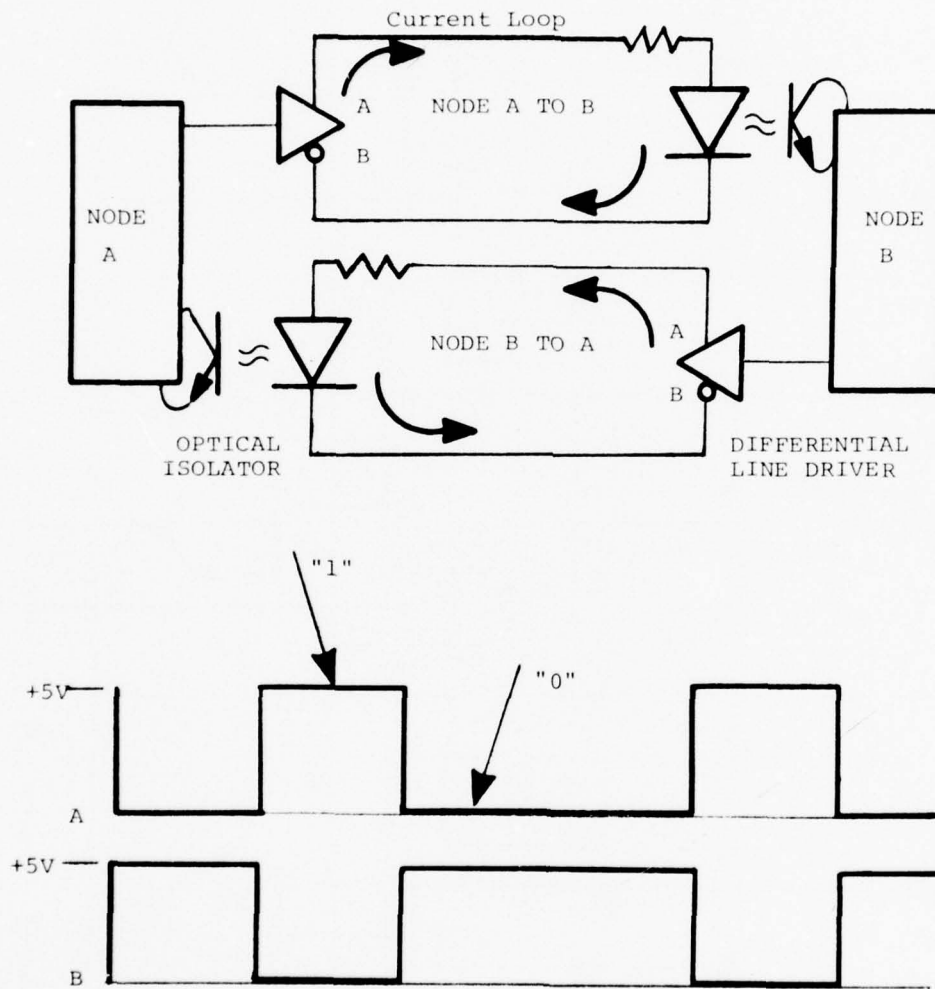 Current Loop
A
NODE A TO B
B
NODE
A
NODE
B
A
NODE B TO A
B
OPTICAL
ISOLATOR
DIFFERENTIAL
LINE DRIVER
"1"
"0"
+5V
A
+5V
B